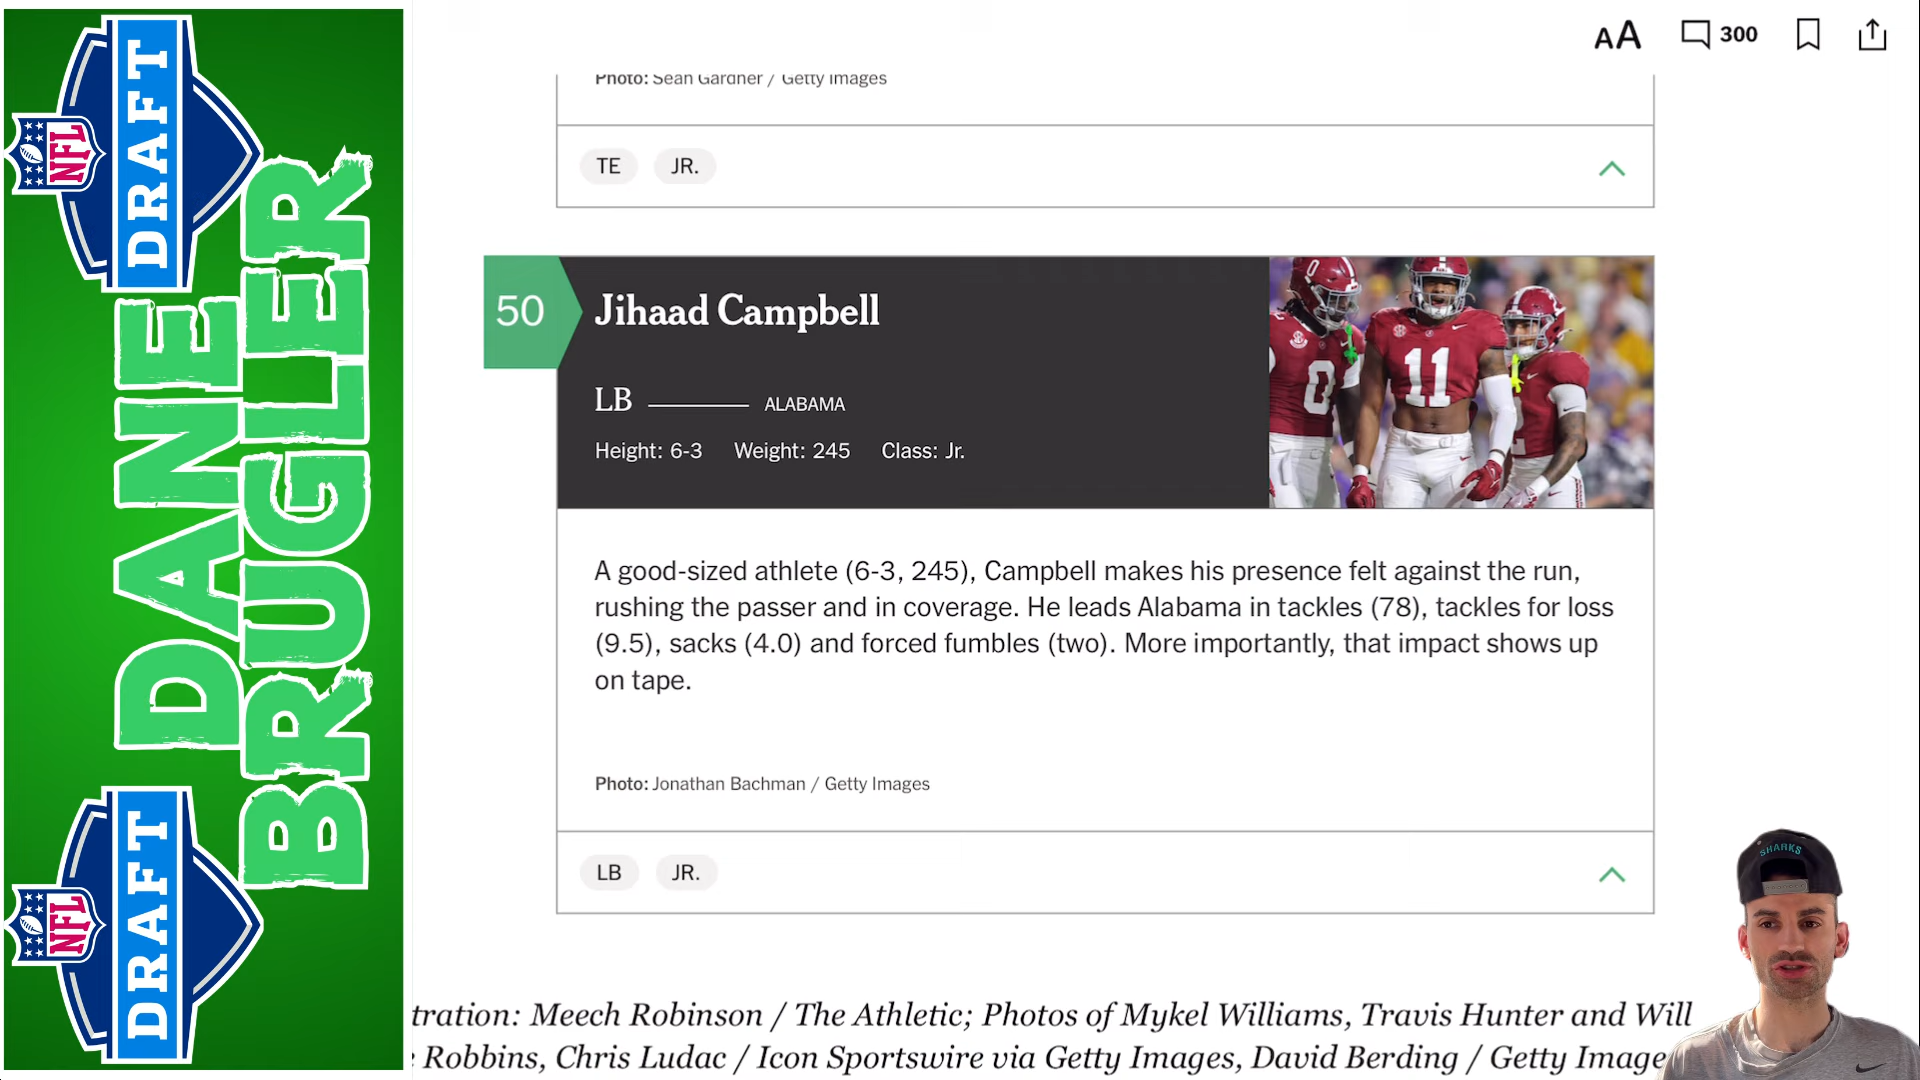 NFL
DRAFT
DANE
BRUGLER
NFL
DRAFT
AA
300
Photo: Sean Gardner / Getty Images
TE
JR.
50
Jihaad Campbell
LB
ALABAMA
Height: 6-3 Weight: 245 Class: Jr.
0
11
2
A good-sized athlete (6-3, 245), Campbell makes his presence felt against the run,
rushing the passer and in coverage. He leads Alabama in tackles (78), tackles for loss
(9.5), sacks (4.0) and forced fumbles (two). More importantly, that impact shows up
on tape.
Photo: Jonathan Bachman / Getty Images
LB
JR.
SHARKS
tration: Meech Robinson / The Athletic; Photos of Mykel Williams, Travis Hunter and Will
Robbins, Chris Ludac / Icon Sportswire via Getty Images, David Berding / Getty Image